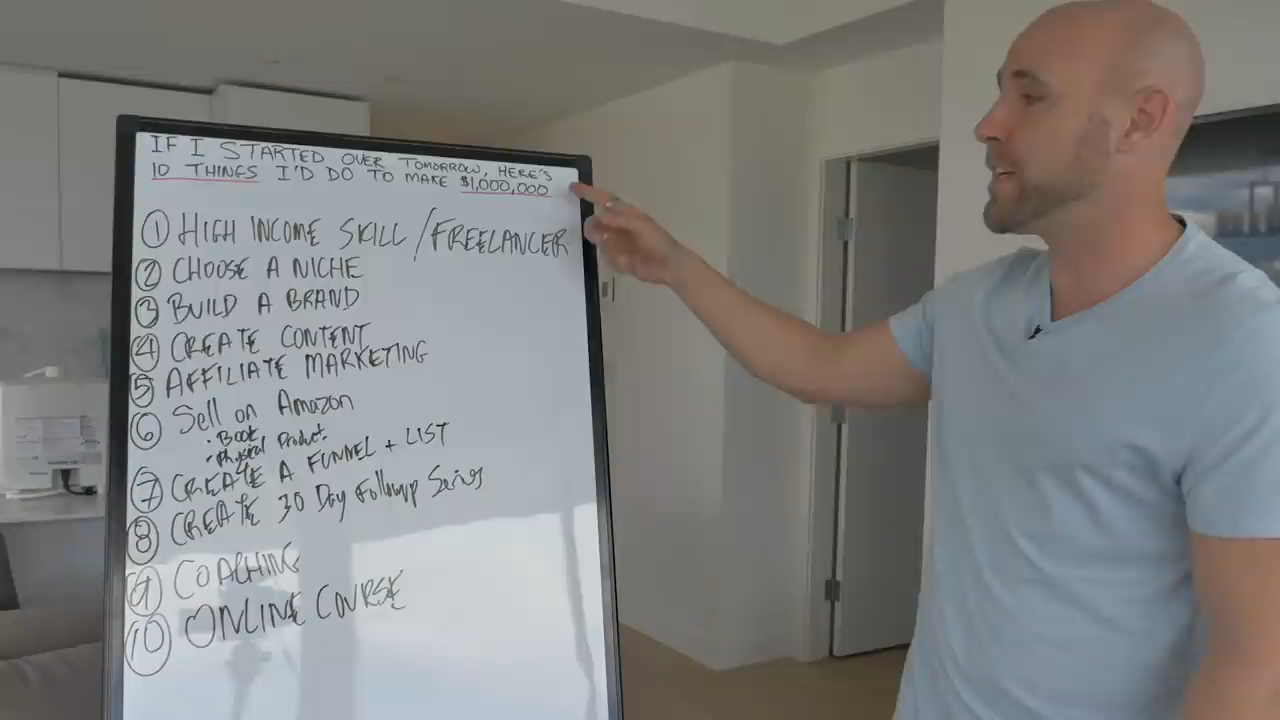 IF I STARTED OVER TOMORROW, HERE'S
10 THINGS I'D DO TO MAKE $1,000,000
1 HIGH INCOME SKILL/FREELANCER
2 CHOOSE A NICHE
3 BUILD A BRAND
4 CREATE CONTENT
5 AFFILIATE MARKETING
6 Sell on Amazon
• Book
• Physical Product
7 CREATE A FUNNEL + LIST
8 CREATE 30 Day Followup Series
9 COACHING
10 ONLINE COURSE